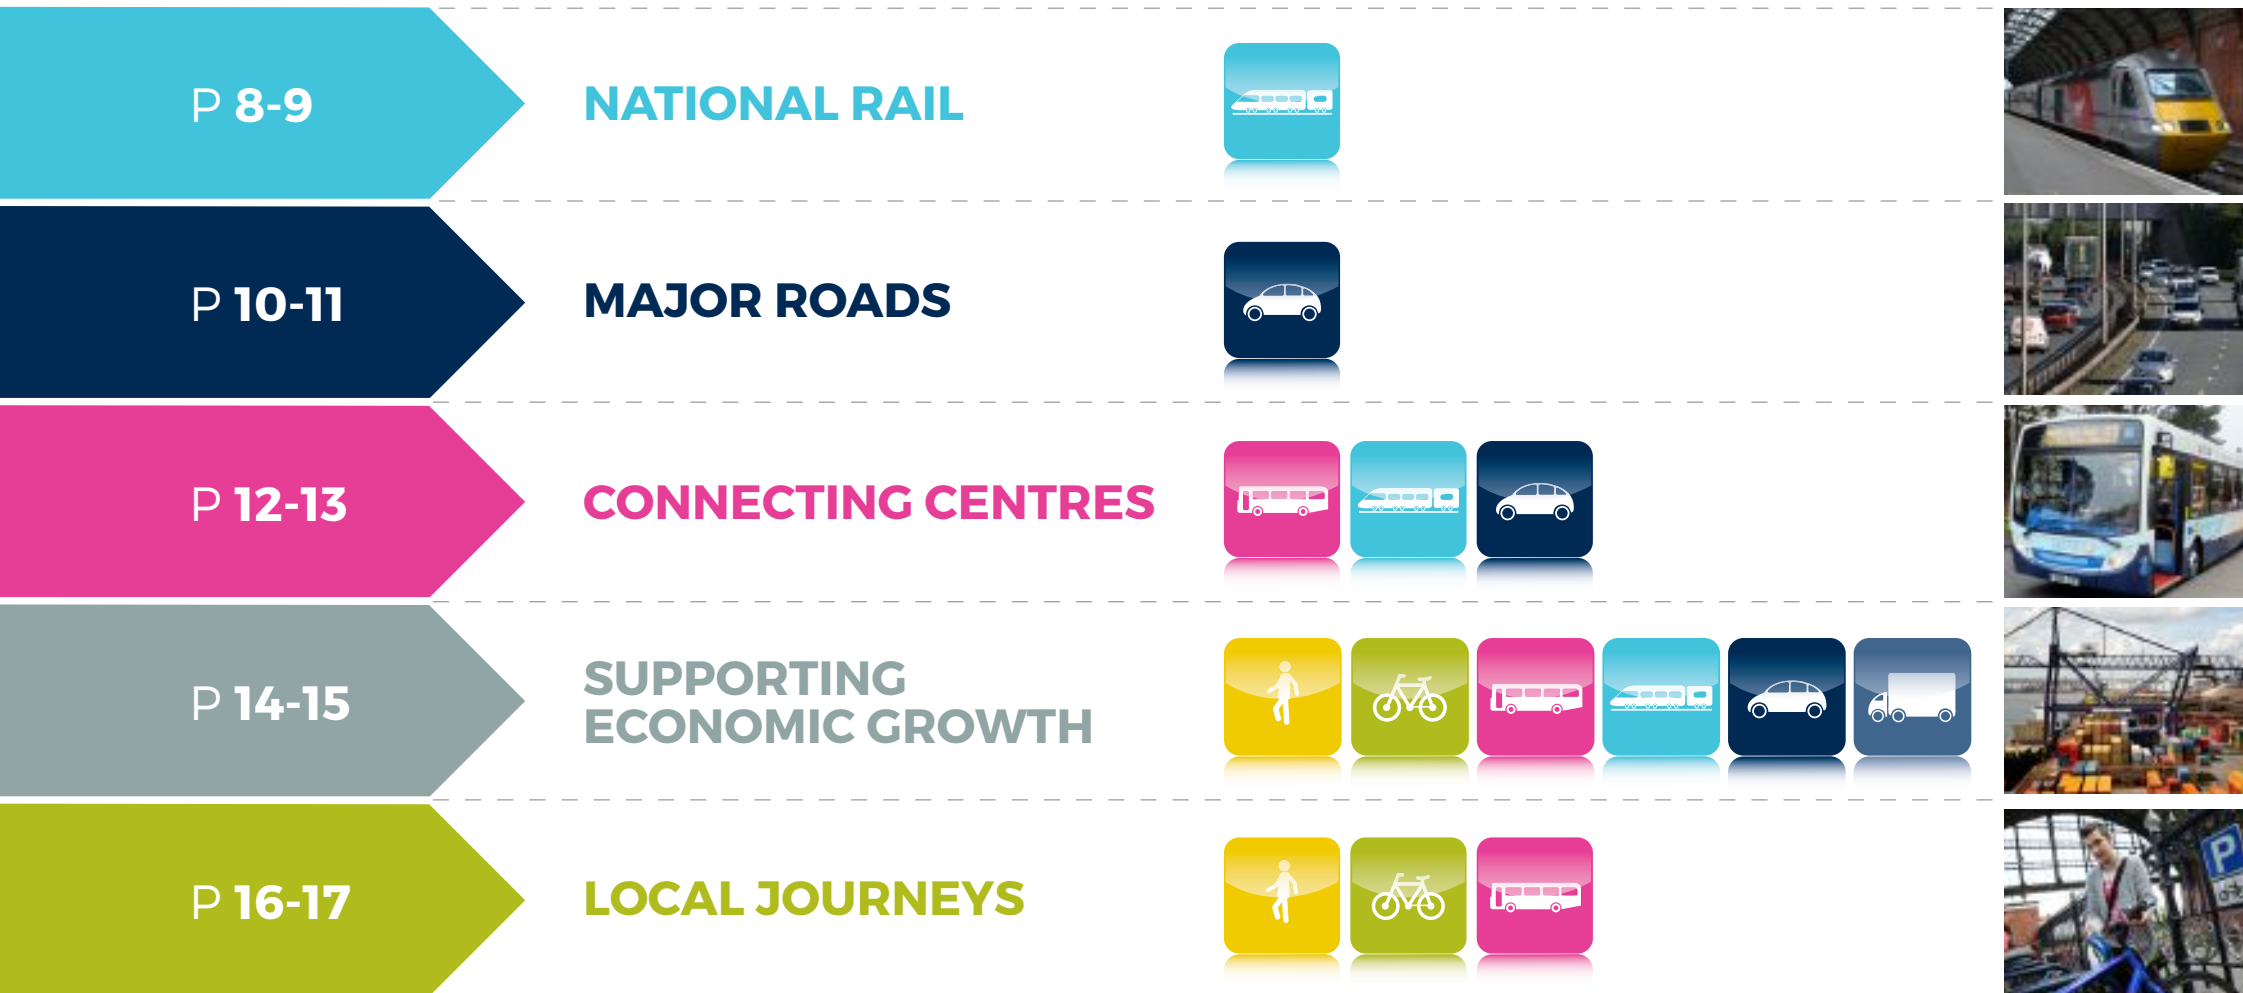 P 8-9
NATIONAL RAIL
P 10-11
MAJOR ROADS
P 12-13
CONNECTING CENTRES
P 14-15
SUPPORTING
ECONOMIC GROWTH
P 16-17
LOCAL JOURNEYS
P